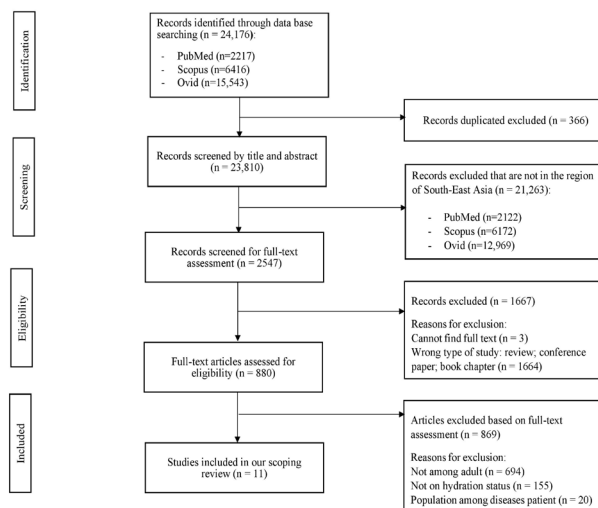 Identification
Records identified through data base
searching (n = 24,176):
- PubMed (n=2217)
- Scopus (n=6416)
- Ovid (n=15,543)
Records duplicated excluded (n = 366)
Screening
Records screened by title and abstract
(n = 23,810)
Records excluded that are not in the region
of South-East Asia (n = 21,263):
- PubMed (n=2122)
- Scopus (n=6172)
- Ovid (n=12,969)
Records screened for full-text
assessment (n = 2547)
Eligibility
Records excluded (n = 1667)
Reasons for exclusion:
Cannot find full text (n = 3)
Wrong type of study: review; conference
paper; book chapter (n = 1664)
Full-text articles assessed for
eligibility (n = 880)
Included
Articles excluded based on full-text
assessment (n = 869)
Reasons for exclusion:
Not among adult (n = 694)
Not on hydration status (n = 155)
Population among diseases patient (n = 20)
Studies included in our scoping
review (n = 11)